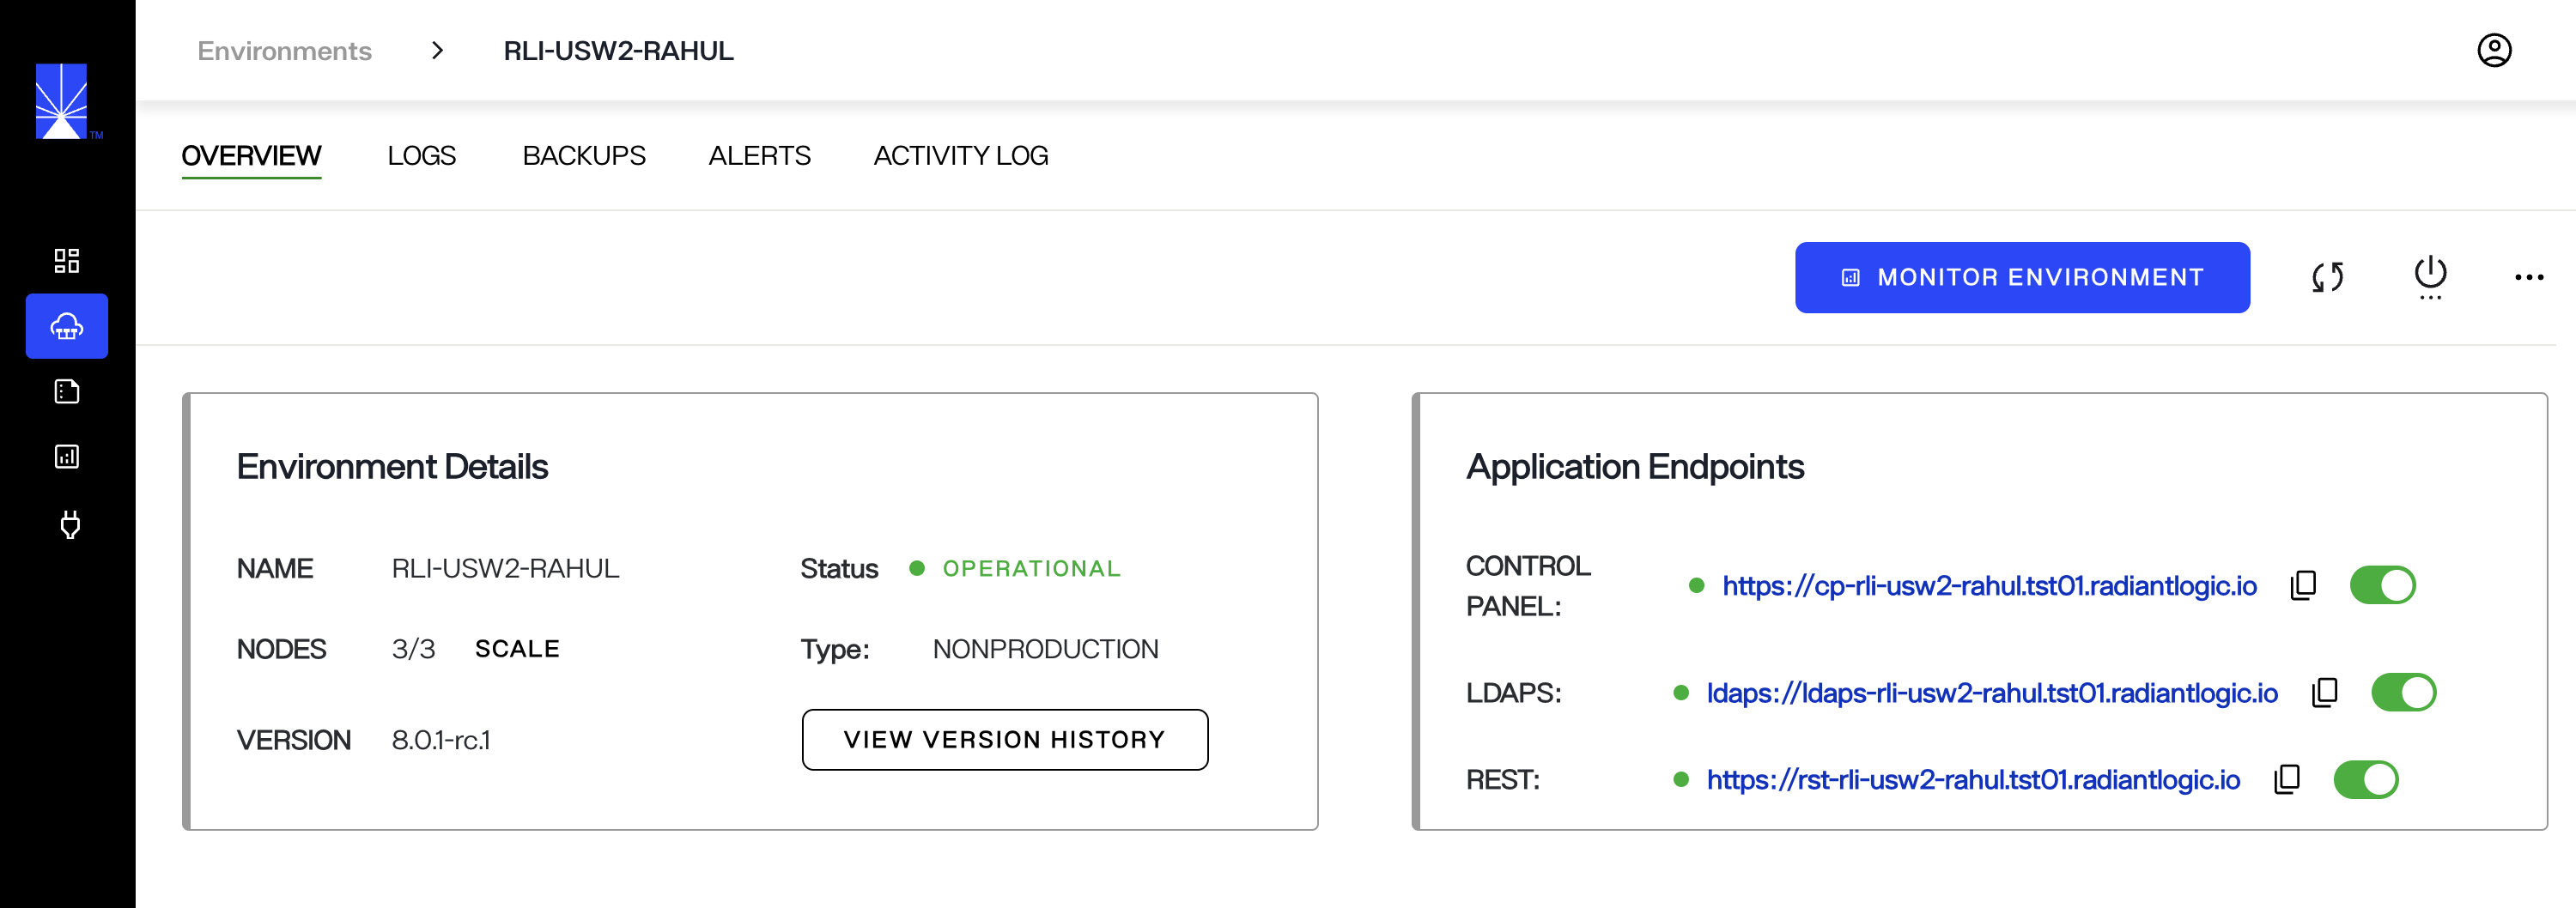 Environments > RLI-USW2-RAHUL
TM
OVERVIEW LOGS BACKUPS ALERTS ACTIVITY LOG
MONITOR ENVIRONMENT
Environment Details
NAME RLI-USW2-RAHUL Status OPERATIONAL
NODES 3/3 SCALE Type: NONPRODUCTION
VERSION 8.0.1-rc.1 VIEW VERSION HISTORY
Application Endpoints
CONTROL
PANEL: https://cp-rli-usw2-rahul.tst01.radiantlogic.io
LDAPS: ldaps://ldaps-rli-usw2-rahul.tst01.radiantlogic.io
REST: https://rst-rli-usw2-rahul.tst01.radiantlogic.io